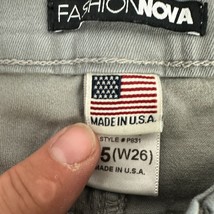 FASHIONNOVA
MADE IN U.S.A.
STYLE # P831
5(W26)
MADE IN U.S.A.